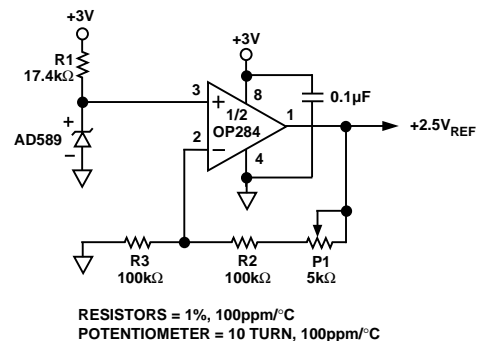 +3V
R1
17.4kΩ
+3V
3
8
0.1µF
+
1/2
OP284
1
+2.5VREF
+
AD589
−
2
−
4
R3
100kΩ
R2
100kΩ
P1
5kΩ
RESISTORS = 1%, 100ppm/°C
POTENTIOMETER = 10 TURN, 100ppm/°C